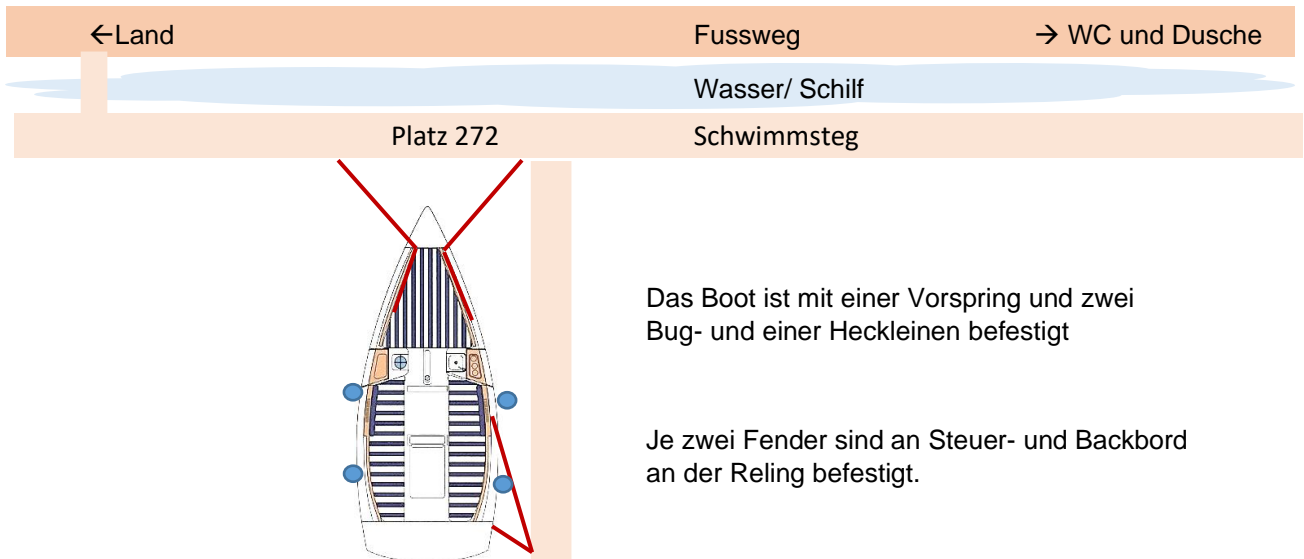 ←Land Fussweg → WC und Dusche
Wasser/ Schilf
Platz 272 Schwimmsteg
Das Boot ist mit einer Vorspring und zwei
Bug- und einer Heckleinen befestigt
Je zwei Fender sind an Steuer- und Backbord
an der Reling befestigt.